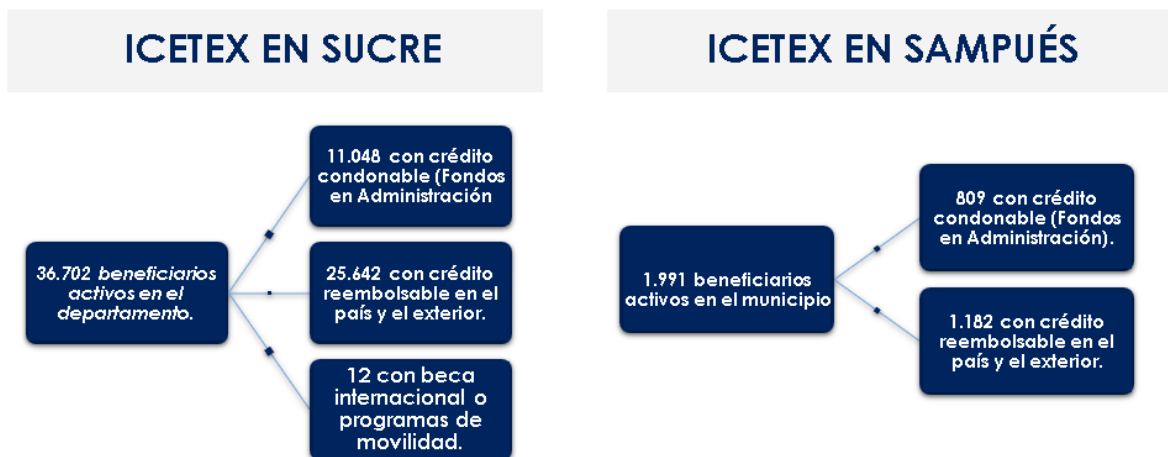 ICETEX EN SUCRE
36.702 beneficiarios
activos en el
departamento.
11.048 con crédito
condonable (Fondos
en Administración
25.642 con crédito
reembolsable en el
país y el exterior.
12 con beca
internacional o
programas de
movilidad.
ICETEX EN SAMPUÉS
1.991 beneficiarios
activos en el municipio
809 con crédito
condonable (Fondos
en Administración).
1.182 con crédito
reembolsable en el
país y el exterior.